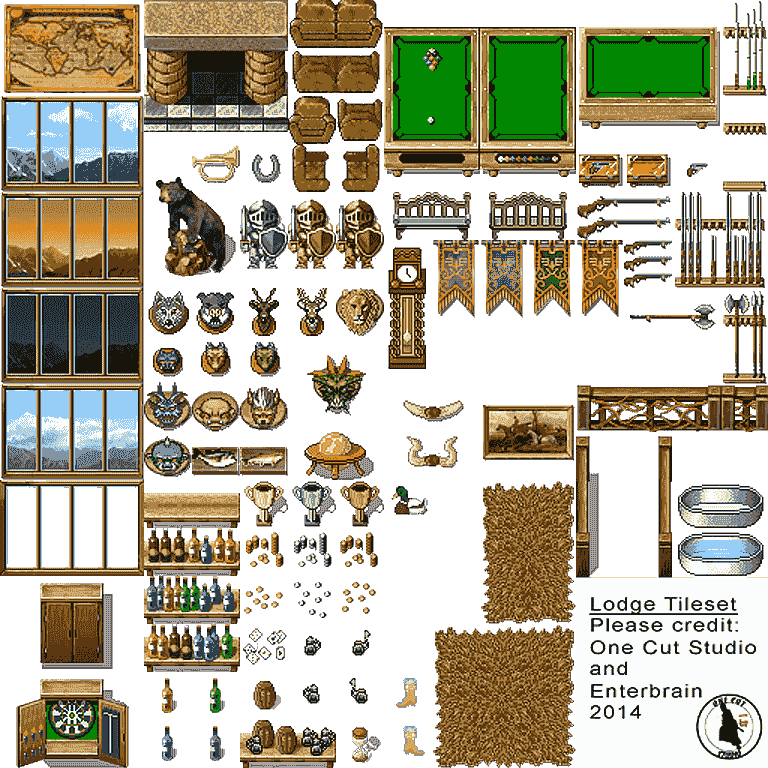 Lodge Tileset
Please credit:
One Cut Studio
and
Enterbrain
2014